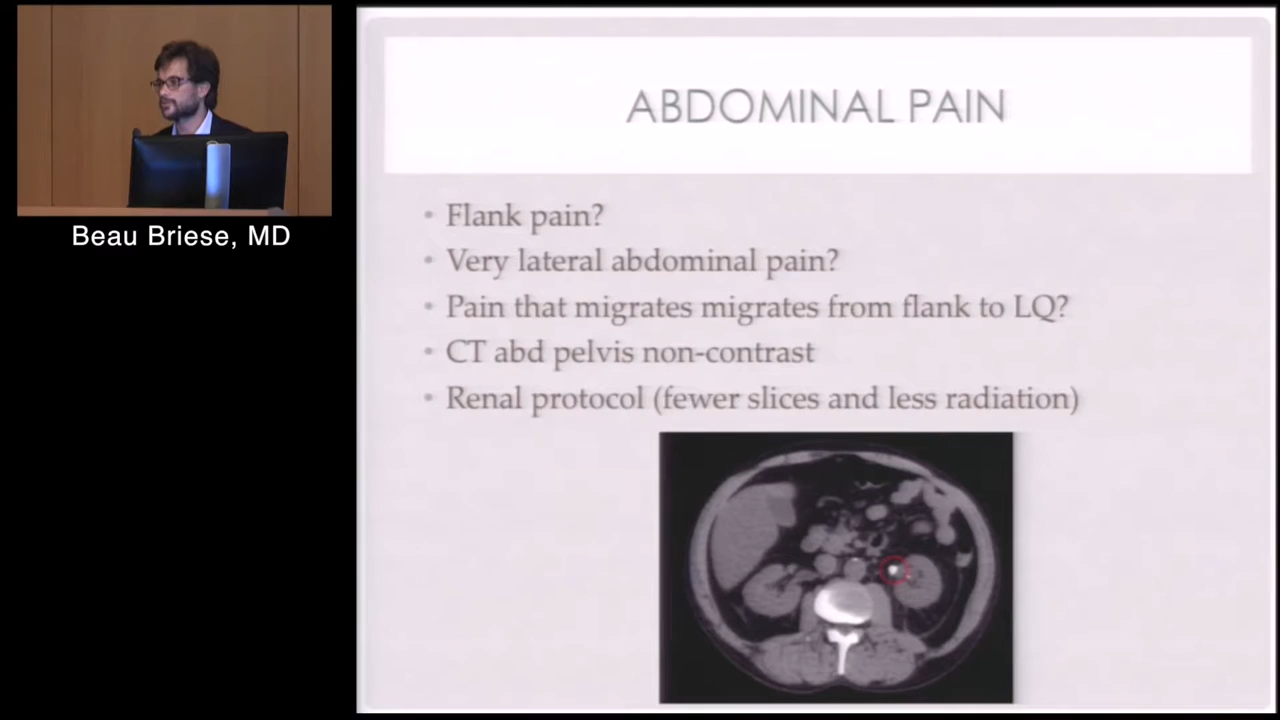 ABDOMINAL PAIN
• Flank pain?
• Very lateral abdominal pain?
• Pain that migrates migrates from flank to LQ?
• CT abd pelvis non-contrast
• Renal protocol (fewer slices and less radiation)
Beau Briese, MD